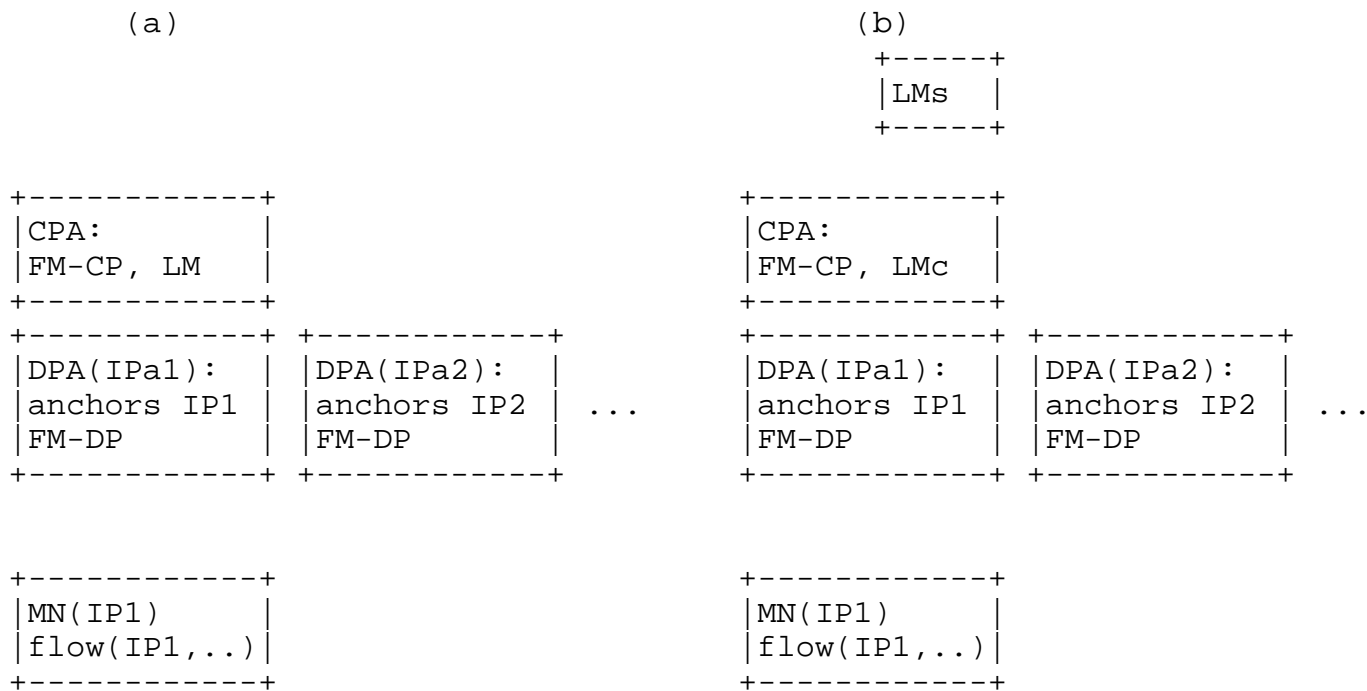 (a) (b)
LMs
CPA: CPA:
FM-CP, LM FM-CP, LMc
DPA(IPa1): DPA(IPa2): DPA(IPa1): DPA(IPa2):
anchors IP1 anchors IP2 ... anchors IP1 anchors IP2 ...
FM-DP FM-DP FM-DP FM-DP
MN(IP1) MN(IP1)
flow(IP1,..) flow(IP1,..)